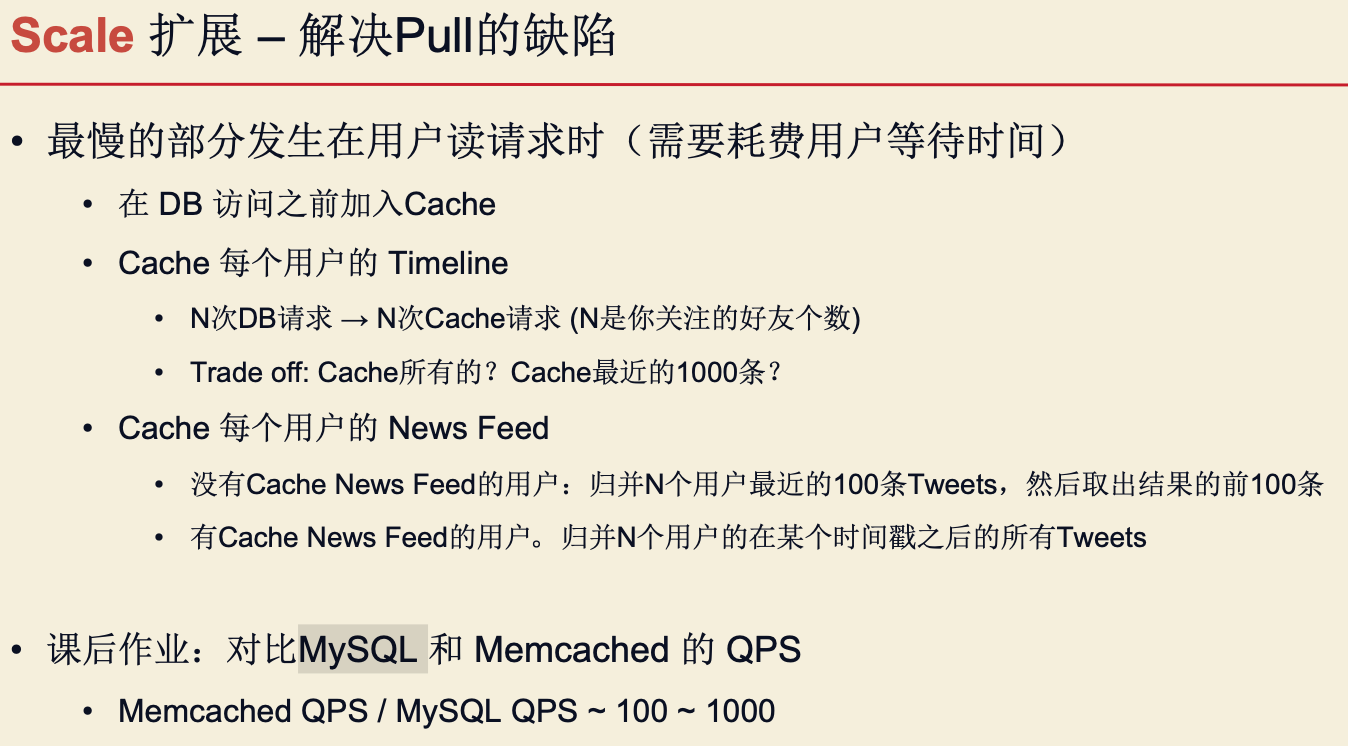 Scale 扩展 – 解决Pull的缺陷
• 最慢的部分发生在用户读请求时（需要耗费用户等待时间）
• 在 DB 访问之前加入Cache
• Cache 每个用户的 Timeline
• N次DB请求 → N次Cache请求 (N是你关注的好友个数)
• Trade off: Cache所有的？Cache最近的1000条？
• Cache 每个用户的 News Feed
• 没有Cache News Feed的用户：归并N个用户最近的100条Tweets，然后取出结果的前100条
• 有Cache News Feed的用户。归并N个用户的在某个时间戳之后的所有Tweets
• 课后作业：对比MySQL 和 Memcached 的 QPS
• Memcached QPS / MySQL QPS ~ 100 ~ 1000